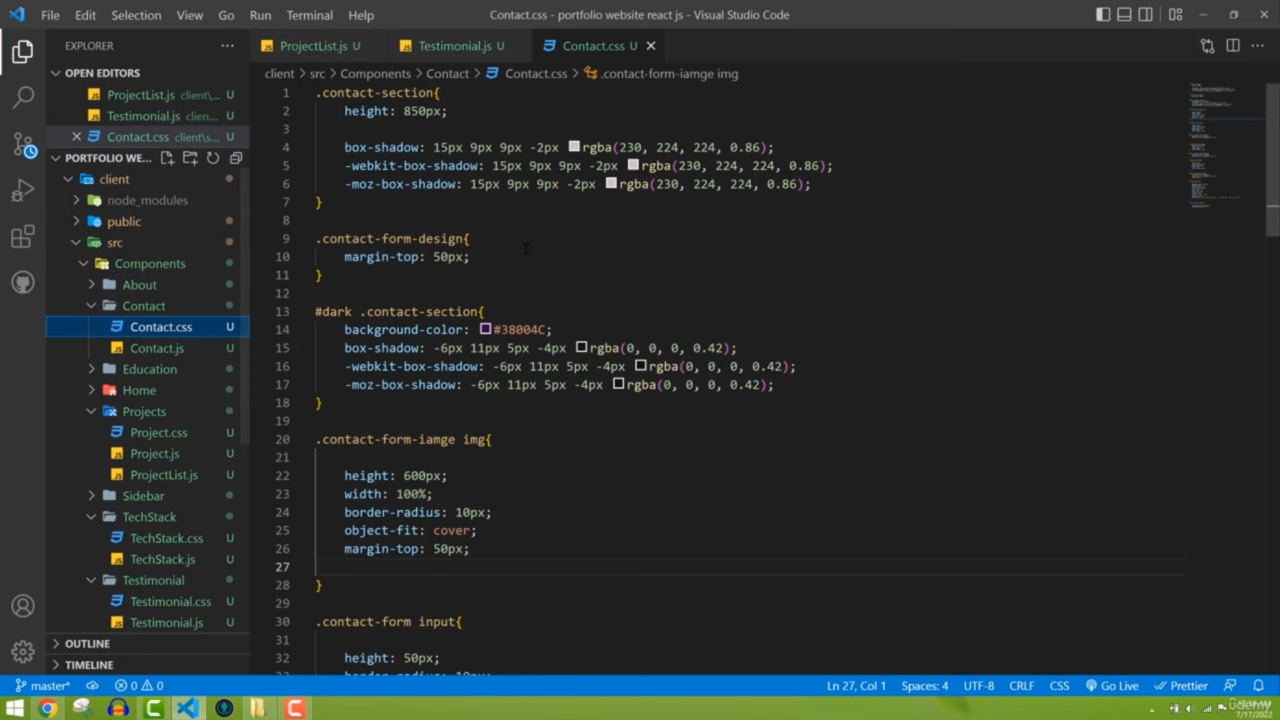 File Edit Selection View Go Run Terminal Help Contact.css - portfolio website react js - Visual Studio Code
EXPLORER
OPEN EDITORS
ProjectList.js client\... U
Testimonial.js clien... U
Contact.css client\s... U
PORTFOLIO WE...
client
node_modules
public
src
Components
About
Contact
Contact.css U
Contact.js U
Education
Home
Projects
Project.css U
Project.js U
ProjectList.js U
Sidebar
TechStack
TechStack.css U
TechStack.js U
Testimonial
Testimonial.css U
Testimonial.js U
OUTLINE
TIMELINE
ProjectList.js U Testimonial.js U Contact.css U
client > src > Components > Contact > Contact.css > .contact-form-iamge img
1 .contact-section{
2 height: 850px;
3
4 box-shadow: 15px 9px 9px -2px rgba(230, 224, 224, 0.86);
5 -webkit-box-shadow: 15px 9px 9px -2px rgba(230, 224, 224, 0.86);
6 -moz-box-shadow: 15px 9px 9px -2px rgba(230, 224, 224, 0.86);
7 }
8
9 .contact-form-design{
10 margin-top: 50px;
11 }
12
13 #dark .contact-section{
14 background-color: #38004C;
15 box-shadow: -6px 11px 5px -4px rgba(0, 0, 0, 0.42);
16 -webkit-box-shadow: -6px 11px 5px -4px rgba(0, 0, 0, 0.42);
17 -moz-box-shadow: -6px 11px 5px -4px rgba(0, 0, 0, 0.42);
18 }
19
20 .contact-form-iamge img{
21
22 height: 600px;
23 width: 100%;
24 border-radius: 10px;
25 object-fit: cover;
26 margin-top: 50px;
27
28 }
29
30 .contact-form input{
31
32 height: 50px;
master* 0 0 Ln 27, Col 1 Spaces: 4 UTF-8 CRLF CSS Go Live Prettier
7/17/2022